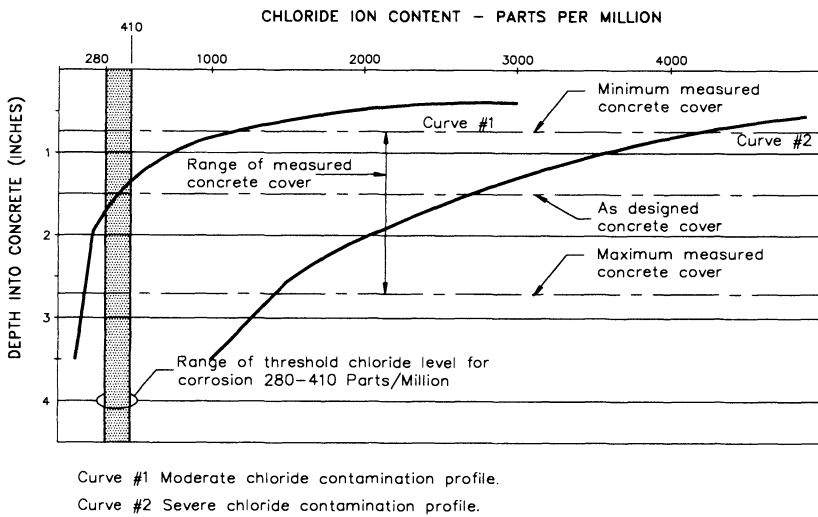 CHLORIDE ION CONTENT – PARTS PER MILLION
410
280
1000
2000
3000
4000
DEPTH INTO CONCRETE (INCHES)
1
2
3
4
Minimum measured
concrete cover
Curve #1
Curve #2
Range of measured
concrete cover
As designed
concrete cover
Maximum measured
concrete cover
Range of threshold chloride level for
corrosion 280–410 Parts/Million
Curve #1 Moderate chloride contamination profile.
Curve #2 Severe chloride contamination profile.